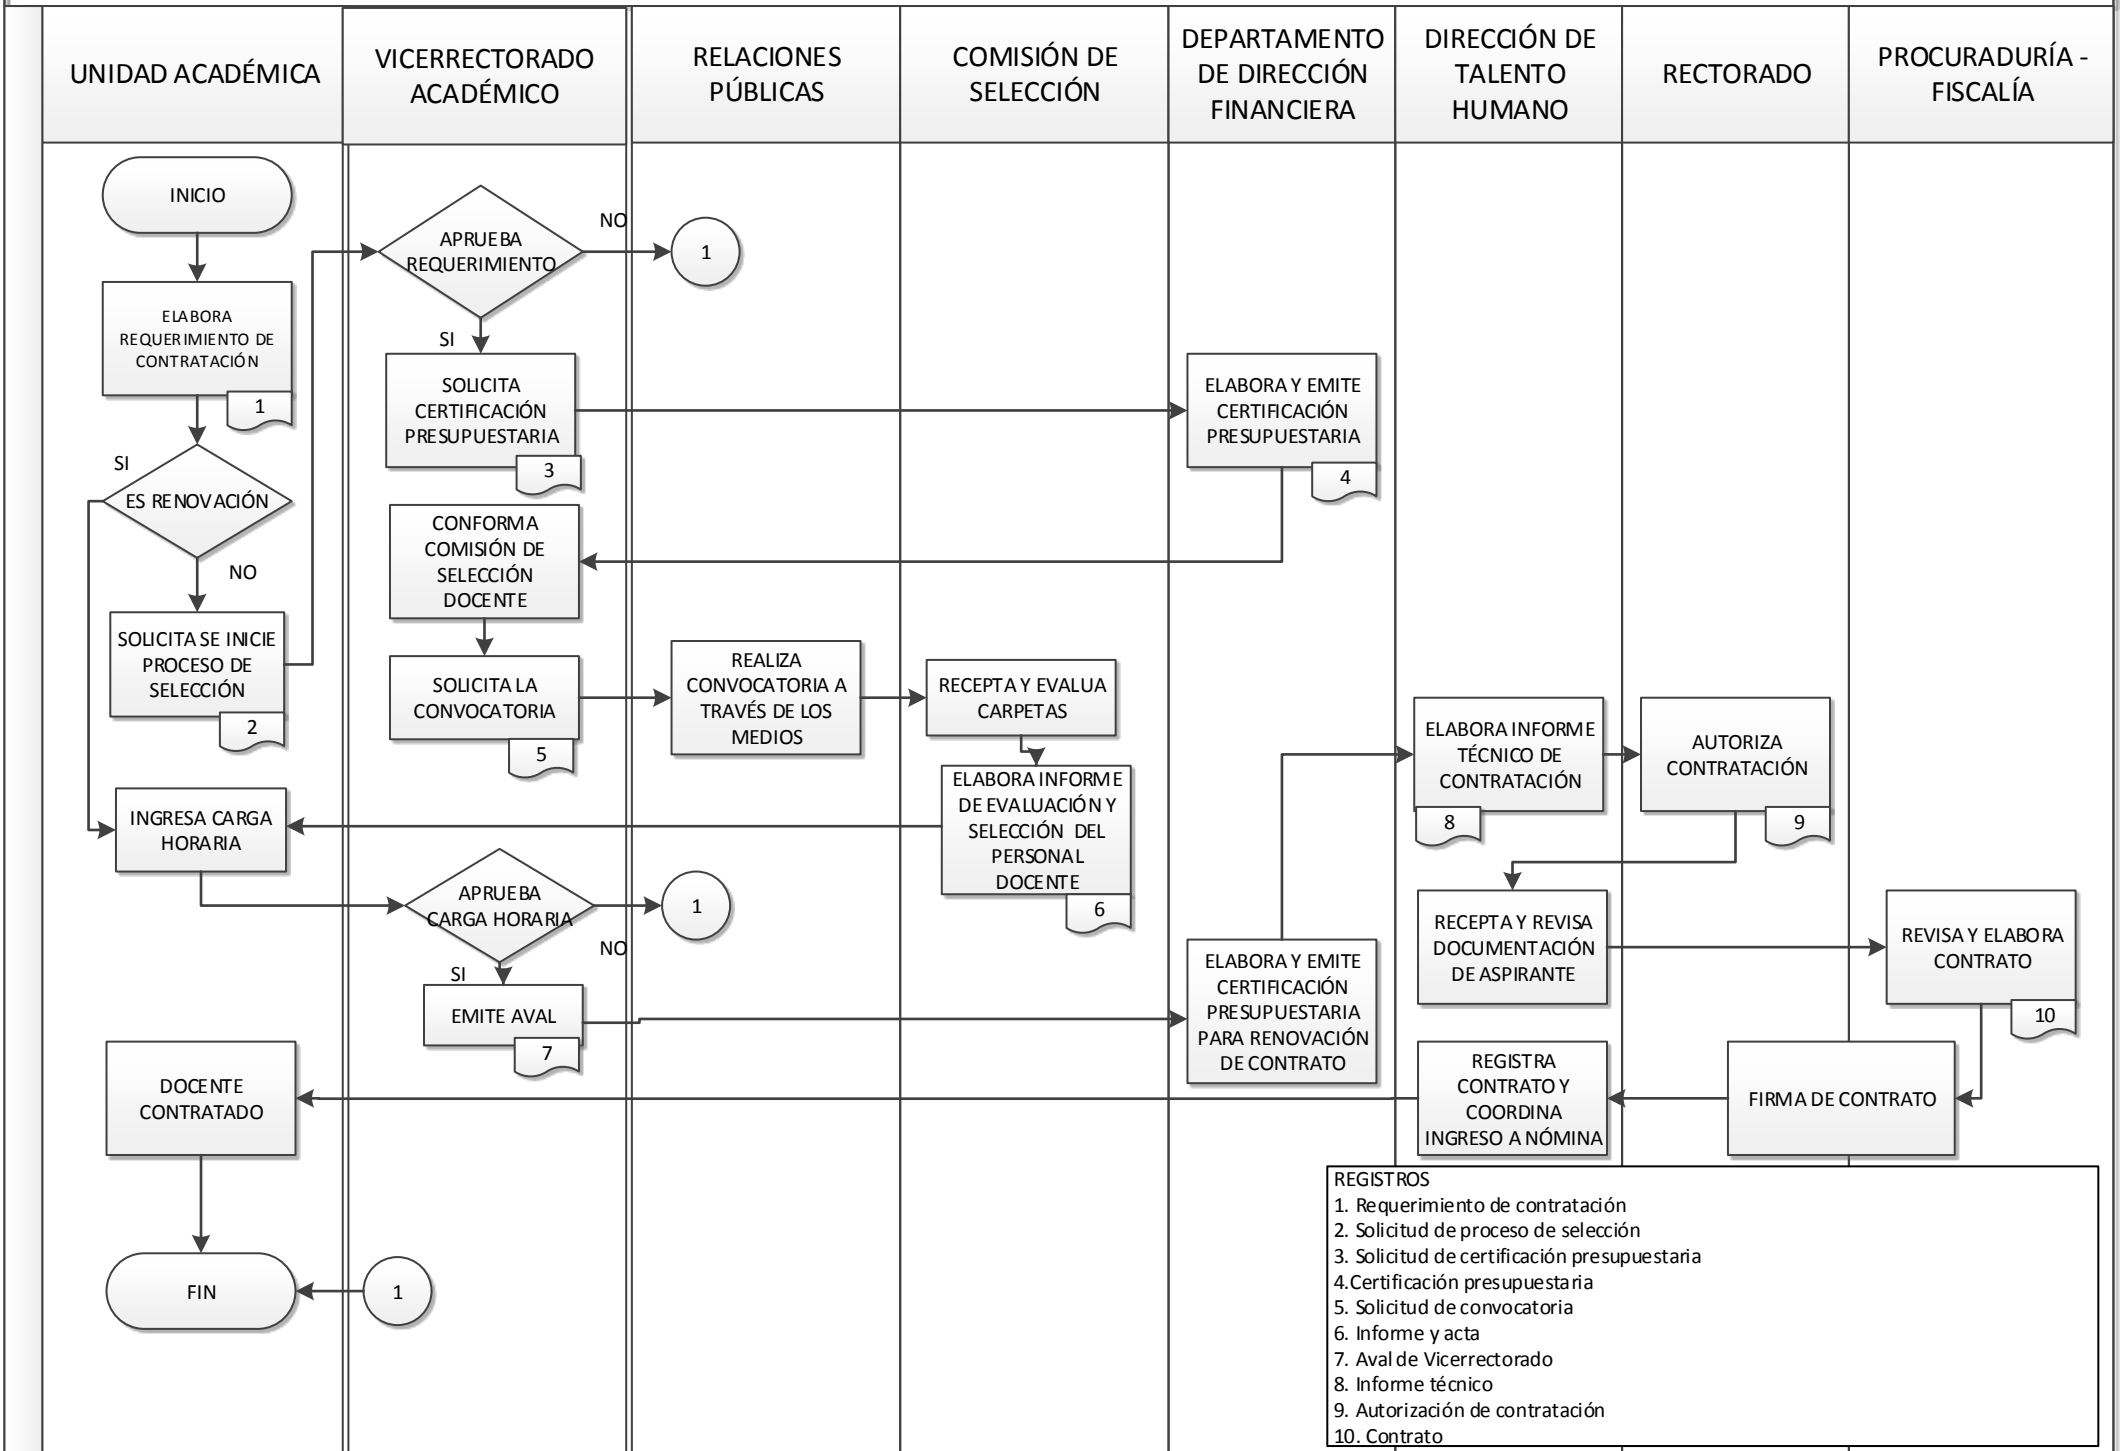 UNIDAD ACADÉMICA
VICERRECTORADO
ACADÉMICO
RELACIONES
PÚBLICAS
COMISIÓN DE
SELECCIÓN
DEPARTAMENTO
DE DIRECCIÓN
FINANCIERA
DIRECCIÓN DE
TALENTO
HUMANO
RECTORADO
PROCURADURÍA -
FISCALÍA
INICIO
ELABORA
REQUERIMIENTO DE
CONTRATACIÓN
1
SI
ES RENOVACIÓN
NO
SOLICITA SE INICIE
PROCESO DE
SELECCIÓN
2
APRUEBA
REQUERIMIENTO
NO
1
SI
SOLICITA
CERTIFICACIÓN
PRESUPUESTARIA
3
ELABORA Y EMITE
CERTIFICACIÓN
PRESUPUESTARIA
4
CONFORMA
COMISIÓN DE
SELECCIÓN
DOCENTE
SOLICITA LA
CONVOCATORIA
5
REALIZA
CONVOCATORIA A
TRAVÉS DE LOS
MEDIOS
RECEPTA Y EVALUA
CARPETAS
ELABORA INFORME
DE EVALUACIÓN Y
SELECCIÓN DEL
PERSONAL
DOCENTE
6
INGRESA CARGA
HORARIA
APRUEBA
CARGA HORARIA
1
NO
SI
EMITE AVAL
7
ELABORA Y EMITE
CERTIFICACIÓN
PRESUPUESTARIA
PARA RENOVACIÓN
DE CONTRATO
ELABORA INFORME
TÉCNICO DE
CONTRATACIÓN
8
AUTORIZA
CONTRATACIÓN
9
RECEPTA Y REVISA
DOCUMENTACIÓN
DE ASPIRANTE
REVISA Y ELABORA
CONTRATO
10
FIRMA DE CONTRATO
REGISTRA
CONTRATO Y
COORDINA
INGRESO A NÓMINA
DOCENTE
CONTRATADO
FIN
1
REGISTROS
1. Requerimiento de contratación
2. Solicitud de proceso de selección
3. Solicitud de certificación presupuestaria
4.Certificación presupuestaria
5. Solicitud de convocatoria
6. Informe y acta
7. Aval de Vicerrectorado
8. Informe técnico
9. Autorización de contratación
10. Contrato